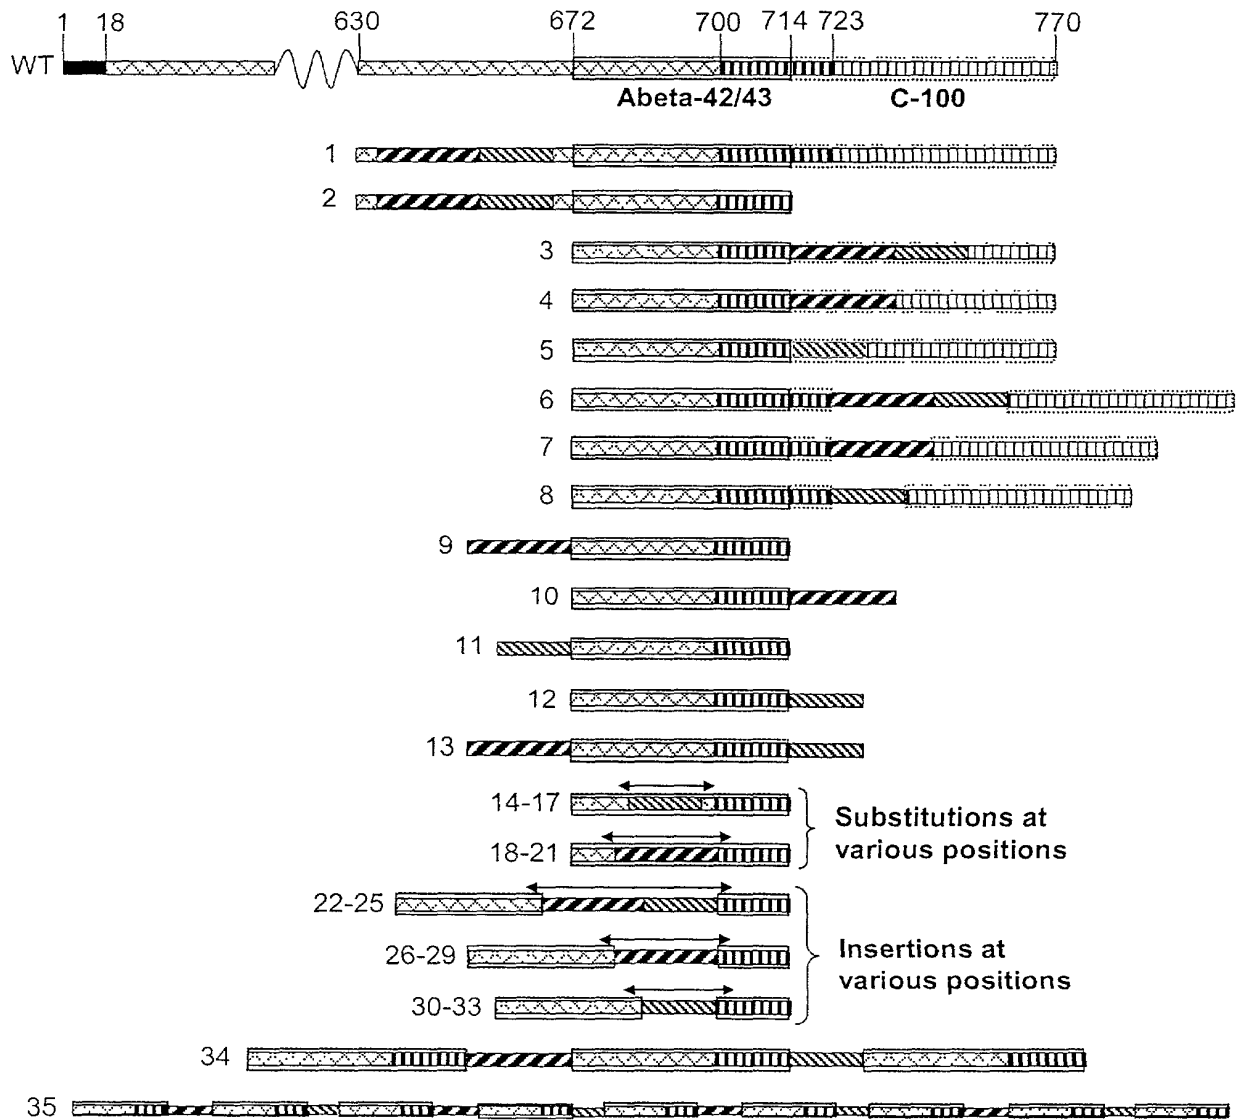 1 18 630 672 700 714 723 770
WT
Abeta-42/43 C-100
1
2
3
4
5
6
7
8
9
10
11
12
13
14-17
18-21
Substitutions at
various positions
22-25
26-29
30-33
Insertions at
various positions
34
35